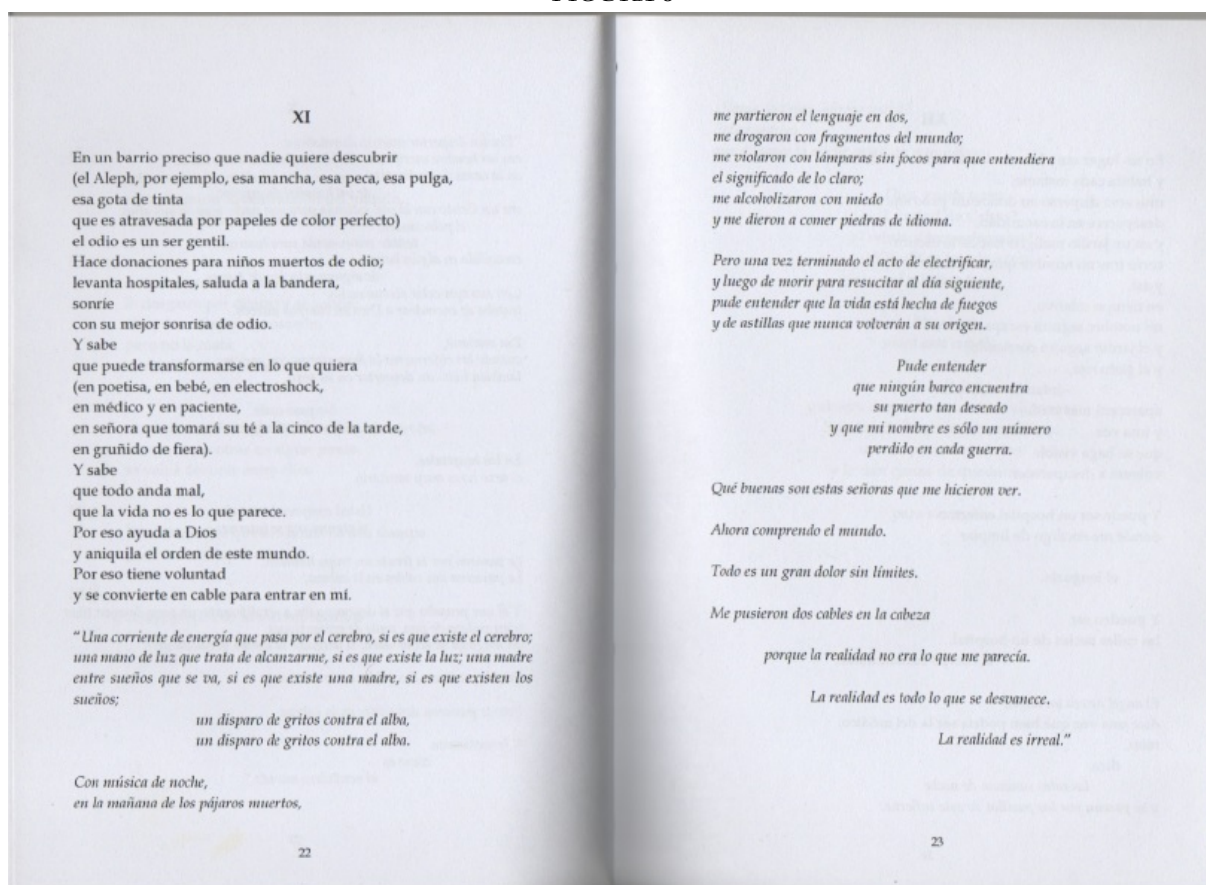 XI
En un barrio preciso que nadie quiere descubrir
(el Aleph, por ejemplo, esa mancha, esa peca, esa pulga,
esa gota de tinta
que es atravesada por papeles de color perfecto)
el odio es un ser gentil.
Hace donaciones para niños muertos de odio;
levanta hospitales, saluda a la bandera,
sonríe
con su mejor sonrisa de odio.
Y sabe
que puede transformarse en lo que quiera
(en poetisa, en bebé, en electroshock,
en médico y en paciente,
en señora que tomará su té a la cinco de la tarde,
en gruñido de fiera).
Y sabe
que todo anda mal,
que la vida no es lo que parece.
Por eso ayuda a Dios
y aniquila el orden de este mundo.
Por eso tiene voluntad
y se convierte en cable para entrar en mí.
"Una corriente de energía que pasa por el cerebro, si es que existe el cerebro;
una mano de luz que trata de alcanzarme, si es que existe la luz; una madre
entre sueños que se va, si es que existe una madre, si es que existen los
sueños;
un disparo de gritos contra el alba,
un disparo de gritos contra el alba.
Con música de noche,
en la mañana de los pájaros muertos,
22
me partieron el lenguaje en dos,
me drogaron con fragmentos del mundo;
me violaron con lámparas sin focos para que entendiera
el significado de lo claro;
me alcoholizaron con miedo
y me dieron a comer piedras de idioma.
Pero una vez terminado el acto de electrificar,
y luego de morir para resucitar al día siguiente,
pude entender que la vida está hecha de fuegos
y de astillas que nunca volverán a su origen.
Pude entender
que ningún barco encuentra
su puerto tan deseado
y que mi nombre es sólo un número
perdido en cada guerra.
Qué buenas son estas señoras que me hicieron ver.
Ahora comprendo el mundo.
Todo es un gran dolor sin límites.
Me pusieron dos cables en la cabeza
porque la realidad no era lo que me parecía.
La realidad es todo lo que se desvanece.
La realidad es irreal."
23